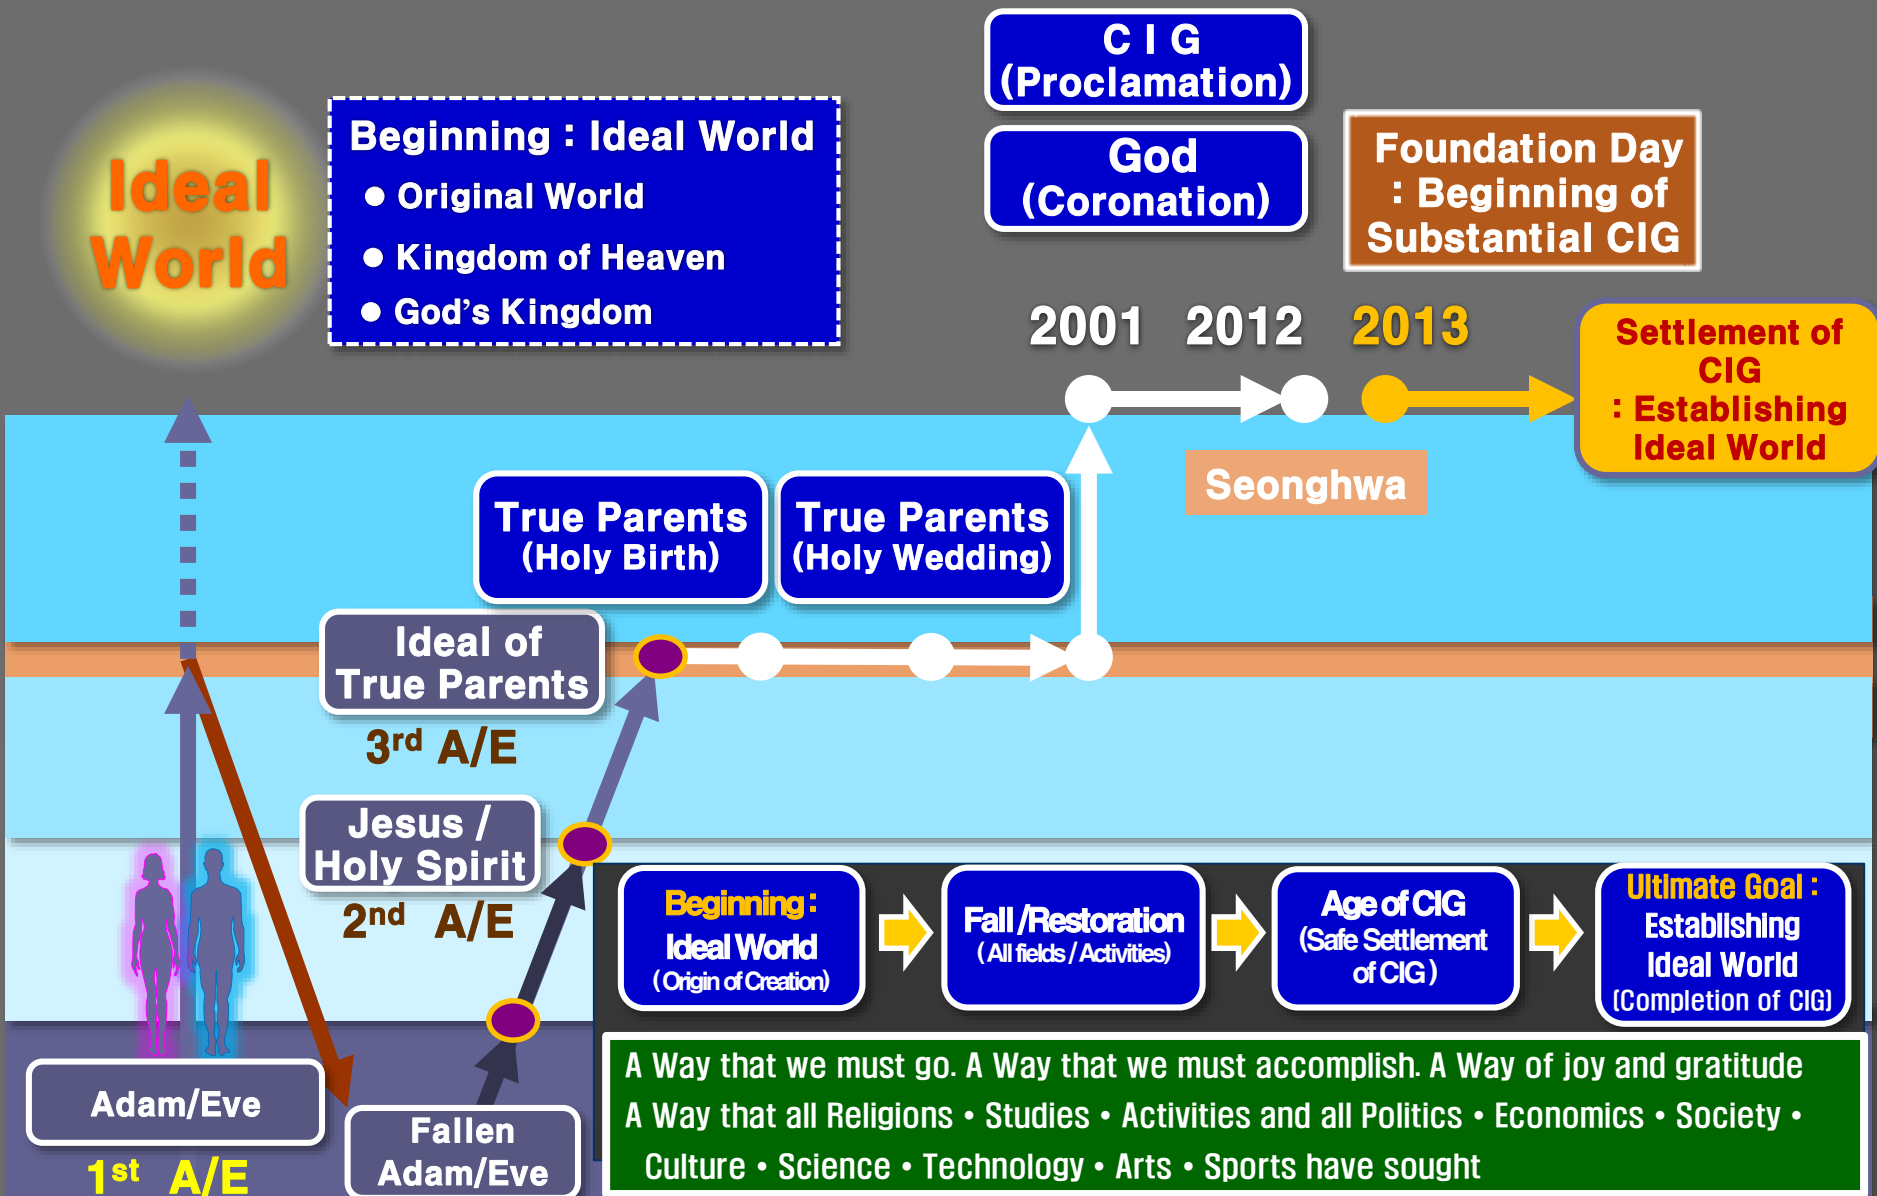 C I G
(Proclamation)
God
(Coronation)
Ideal
World
Beginning : Ideal World
● Original World
● Kingdom of Heaven
● God's Kingdom
Foundation Day
: Beginning of
Substantial CIG
2001
2012
2013
Settlement of
CIG
: Establishing
Ideal World
Seonghwa
True Parents
(Holy Birth)
True Parents
(Holy Wedding)
Ideal of
True Parents
3rd A/E
Jesus /
Holy Spirit
2nd A/E
Beginning :
Ideal World
(Origin of Creation)
Fall /Restoration
(All fields / Activities)
Age of CIG
(Safe Settlement
of CIG )
Ultimate Goal :
Establishing
Ideal World
(Completion of CIG)
Adam/Eve
1st A/E
Fallen
Adam/Eve
A Way that we must go. A Way that we must accomplish. A Way of joy and gratitude
A Way that all Religions • Studies • Activities and all Politics • Economics • Society •
Culture • Science • Technology • Arts • Sports have sought